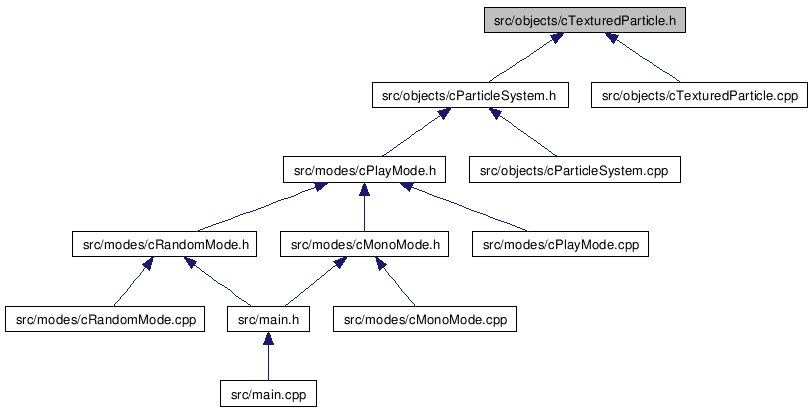 src/objects/cTexturedParticle.h
src/objects/cParticleSystem.h
src/objects/cTexturedParticle.cpp
src/modes/cPlayMode.h
src/objects/cParticleSystem.cpp
src/modes/cRandomMode.h
src/modes/cMonoMode.h
src/modes/cPlayMode.cpp
src/modes/cRandomMode.cpp
src/main.h
src/modes/cMonoMode.cpp
src/main.cpp